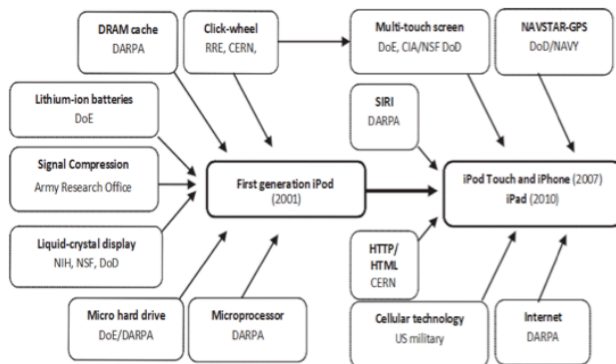 DRAM cache
DARPA
Click-wheel
RRE, CERN,
Multi-touch screen
DoE, CIA/NSF DoD
NAVSTAR-GPS
DoD/NAVY
Lithium-ion batteries
DoE
SIRI
DARPA
Signal Compression
Army Research Office
First generation iPod
(2001)
iPod Touch and iPhone (2007)
iPad (2010)
Liquid-crystal display
NIH, NSF, DoD
HTTP/
HTML
CERN
Micro hard drive
DoE/DARPA
Microprocessor
DARPA
Cellular technology
US military
Internet
DARPA